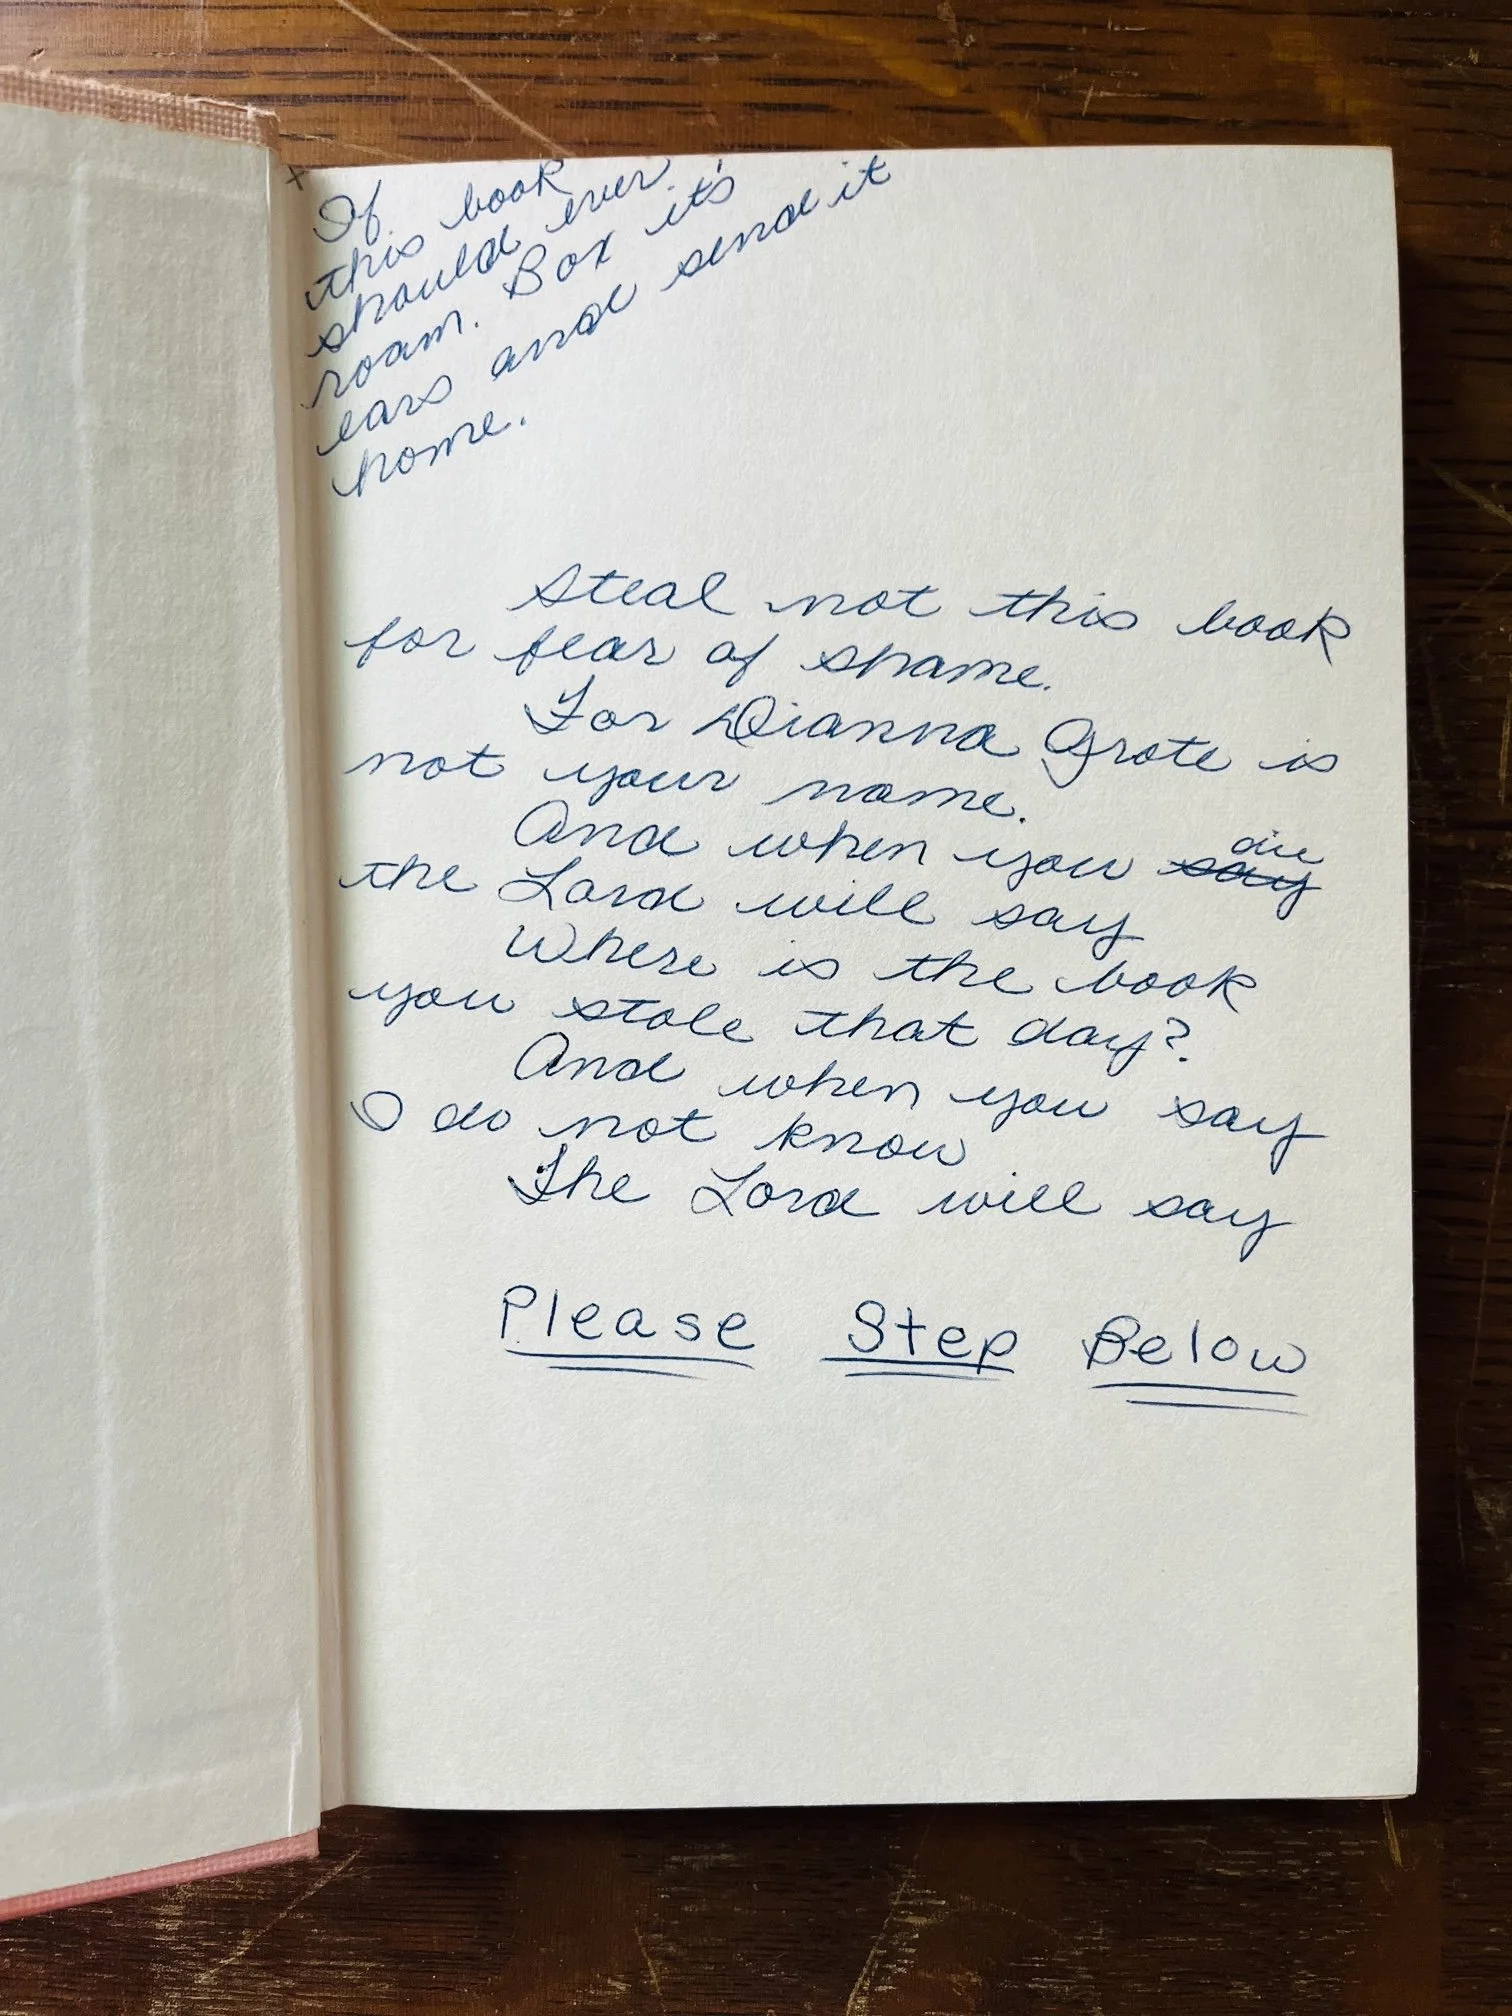 If
this book
should ever
roam. Box it's
ears and send it
home.
Steal not this book
for fear of shame.
For Dianna Grote is
not your name.
And when you say die
the Lord will say
Where is the book
you stole that day?
And when you say
I do not know
The Lord will say
Please Step Below